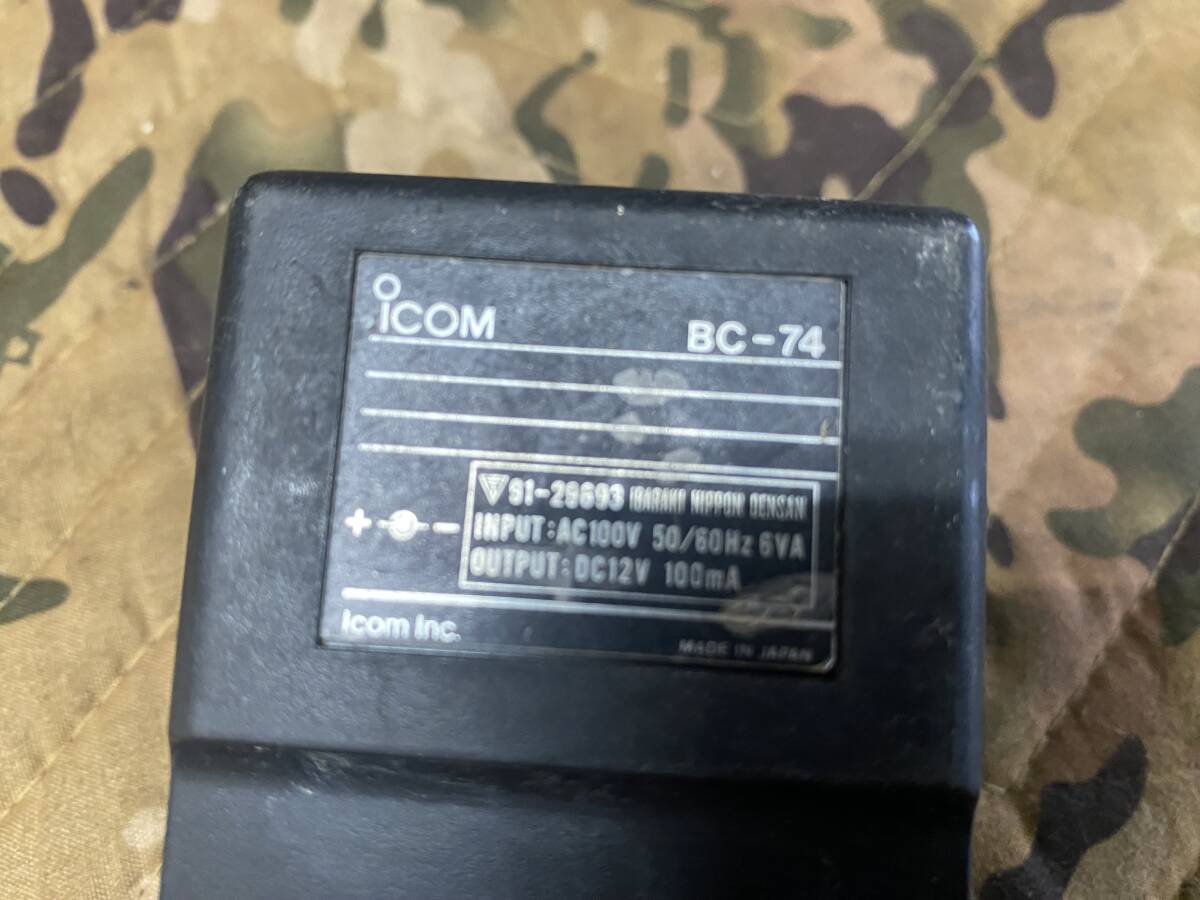 iCOM BC-74
91-29693 IBARAKI NIPPON DENSAN
INPUT:AC100V 50/60Hz 6VA
+ -
OUTPUT:DC12V 100mA
Icom Inc. MADE IN JAPAN